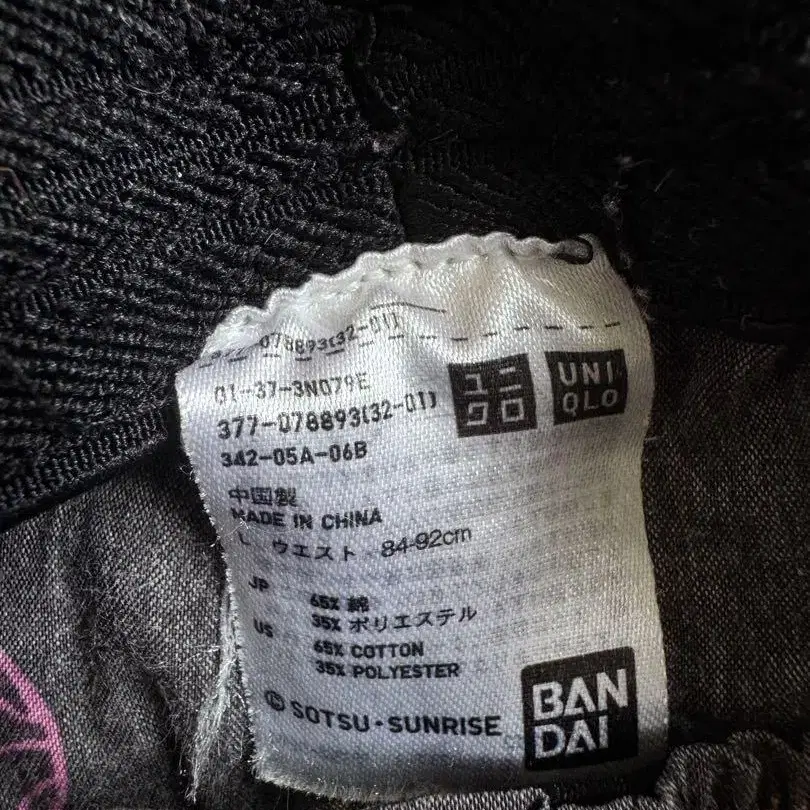 377-078893(32-01)
01-37-3N079E
377-078893(32-01)
342-05A-06B
ユニ
クロ
UNI
QLO
中国製
MADE IN CHINA
L ウエスト 84-92cm
JP 65% 綿
35% ポリエステル
US 65% COTTON
35% POLYESTER
© SOTSU・SUNRISE
BAN
DAI